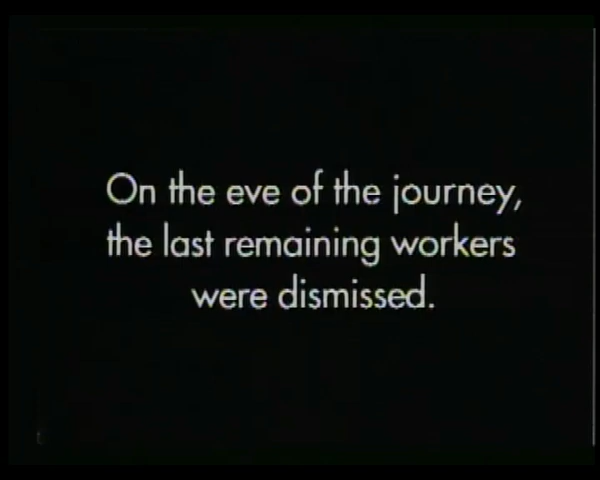 On the eve of the journey,
the last remaining workers
were dismissed.